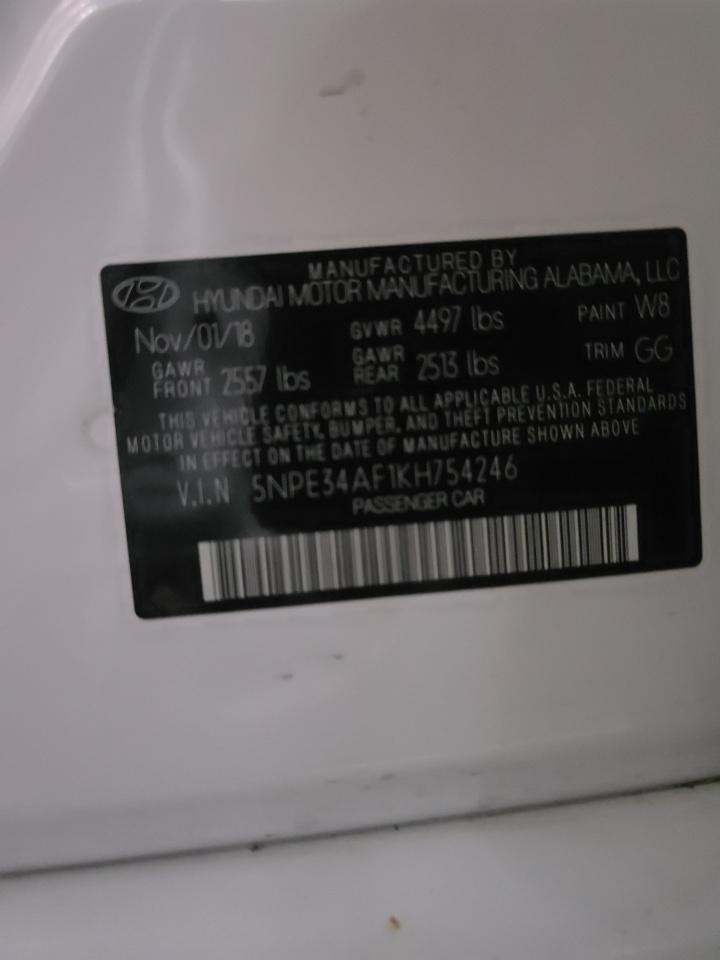 MANUFACTURED BY
HYUNDAI MOTOR MANUFACTURING ALABAMA, LLC
Nov/01/18 GVWR 4497 lbs PAINT W8
GAWR FRONT 2557 lbs GAWR REAR 2513 lbs TRIM GG
THIS VEHICLE CONFORMS TO ALL APPLICABLE U.S.A. FEDERAL
MOTOR VEHICLE SAFETY, BUMPER, AND THEFT PREVENTION STANDARDS
IN EFFECT ON THE DATE OF MANUFACTURE SHOWN ABOVE
V.I.N 5NPE34AF1KH754246
PASSENGER CAR